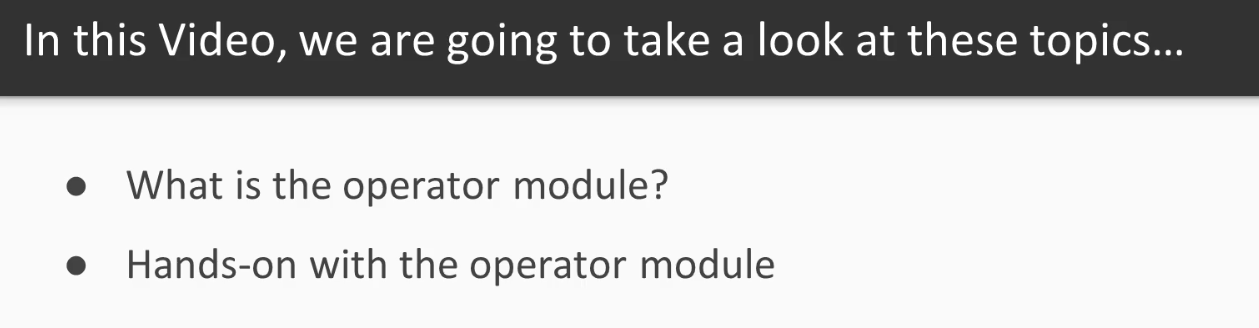 In this Video, we are going to take a look at these topics...
● What is the operator module?
● Hands-on with the operator module